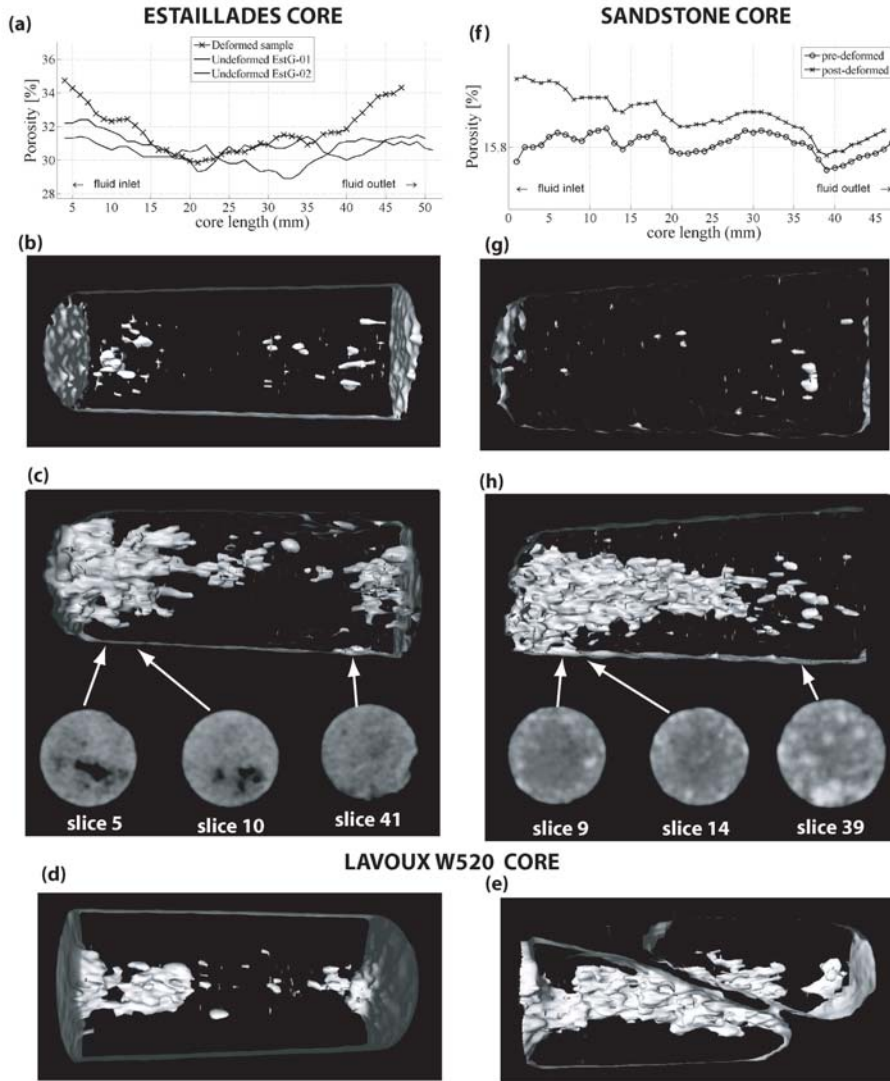 ESTAILLADES CORE
(a)
Deformed sample
Undeformed EstG-01
Undeformed EstG-02
Porosity [%]
36
34
32
30
28
← fluid inlet
fluid outlet →
5 10 15 20 25 30 35 40 45 50
core length (mm)
(b)
(c)
slice 5
slice 10
slice 41
SANDSTONE CORE
(f)
pre-deformed
post-deformed
Porosity [%]
15.8
← fluid inlet
fluid outlet →
0 5 10 15 20 25 30 35 40 45
core length (mm)
(g)
(h)
slice 9
slice 14
slice 39
LAVOUX W520 CORE
(d)
(e)